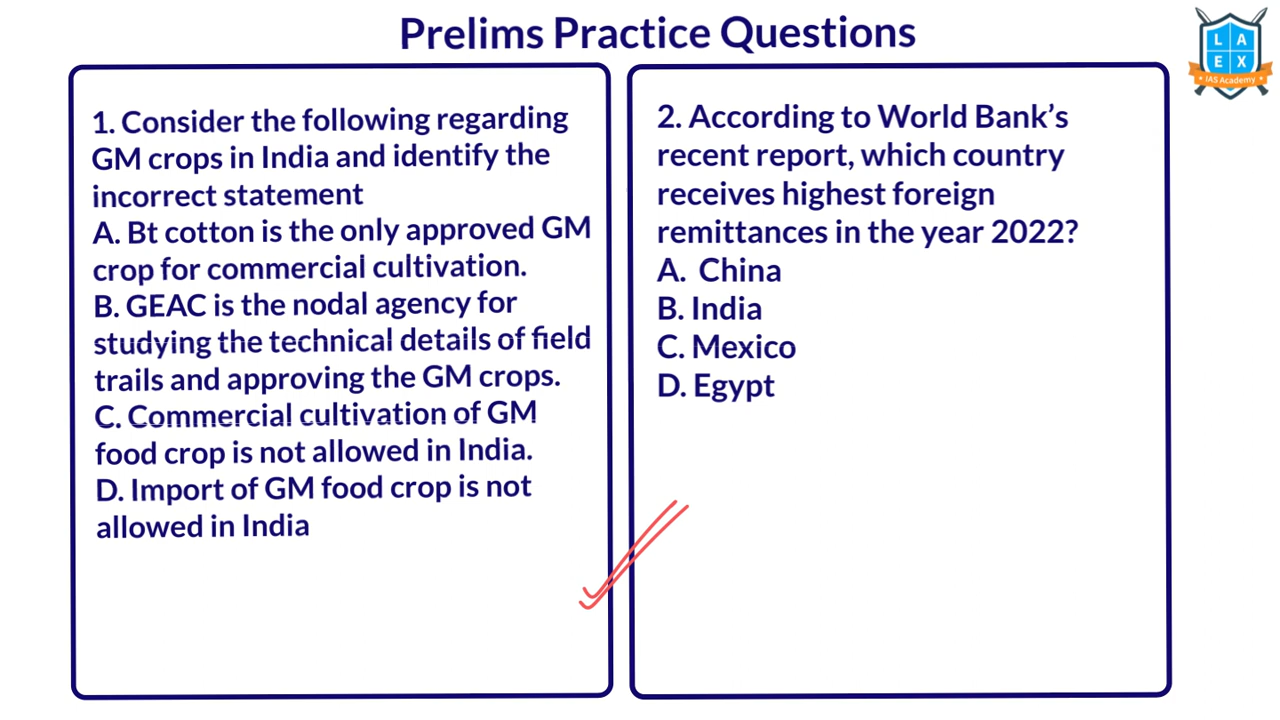 Prelims Practice Questions
L A
E X
IAS Academy
1. Consider the following regarding
GM crops in India and identify the
incorrect statement
A. Bt cotton is the only approved GM
crop for commercial cultivation.
B. GEAC is the nodal agency for
studying the technical details of field
trails and approving the GM crops.
C. Commercial cultivation of GM
food crop is not allowed in India.
D. Import of GM food crop is not
allowed in India
2. According to World Bank’s
recent report, which country
receives highest foreign
remittances in the year 2022?
A. China
B. India
C. Mexico
D. Egypt